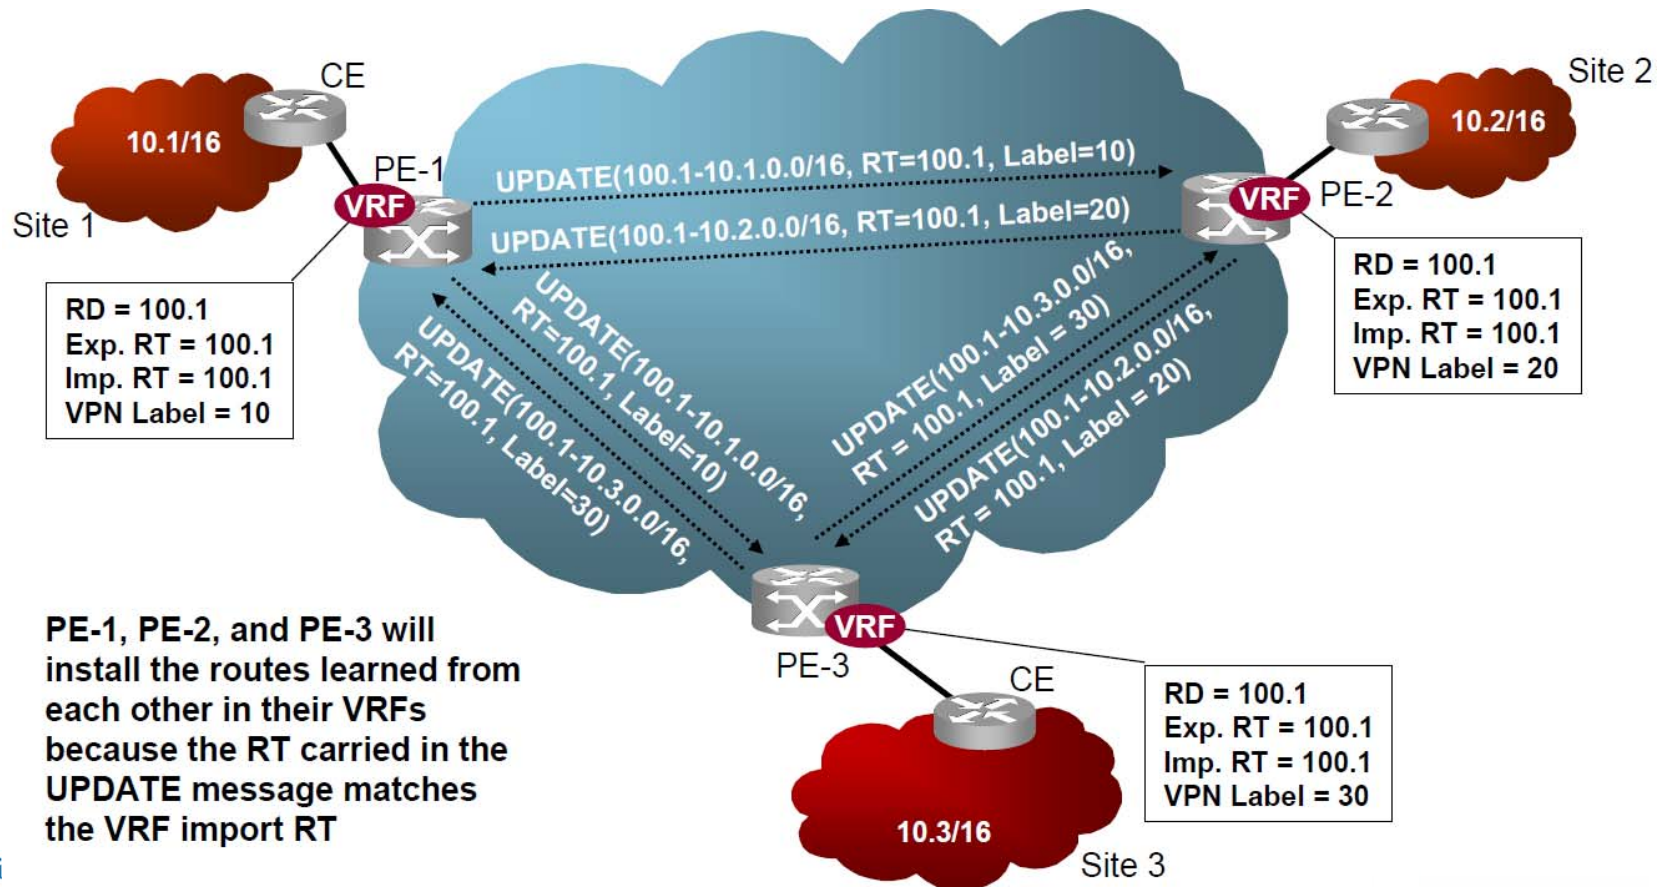 CE
Site 2
10.1/16
10.2/16
PE-1
UPDATE(100.1-10.1.0.0/16, RT=100.1, Label=10)
VRF
VRF
PE-2
Site 1
UPDATE(100.1-10.2.0.0/16, RT=100.1, Label=20)
RD = 100.1
Exp. RT = 100.1
Imp. RT = 100.1
VPN Label = 10
RD = 100.1
Exp. RT = 100.1
Imp. RT = 100.1
VPN Label = 20
UPDATE(100.1-10.1.0.0/16,
RT=100.1, Label=10)
UPDATE(100.1-10.3.0.0/16,
RT=100.1, Label=30)
UPDATE(100.1-10.3.0.0/16,
RT = 100.1, Label = 30)
UPDATE(100.1-10.2.0.0/16,
RT = 100.1, Label = 20)
PE-1, PE-2, and PE-3 will
install the routes learned from
each other in their VRFs
because the RT carried in the
UPDATE message matches
the VRF import RT
VRF
PE-3
CE
RD = 100.1
Exp. RT = 100.1
Imp. RT = 100.1
VPN Label = 30
10.3/16
Site 3